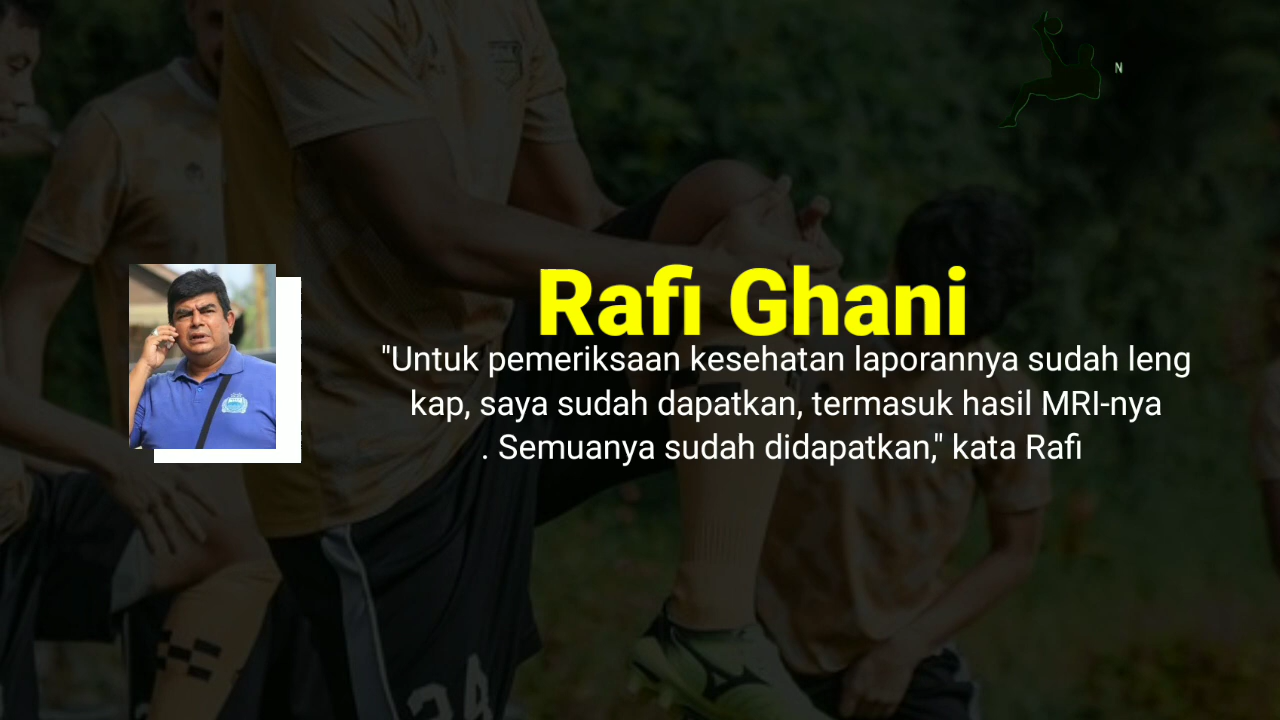 N
Rafi Ghani
"Untuk pemeriksaan kesehatan laporannya sudah leng
kap, saya sudah dapatkan, termasuk hasil MRI-nya
. Semuanya sudah didapatkan," kata Rafi
24